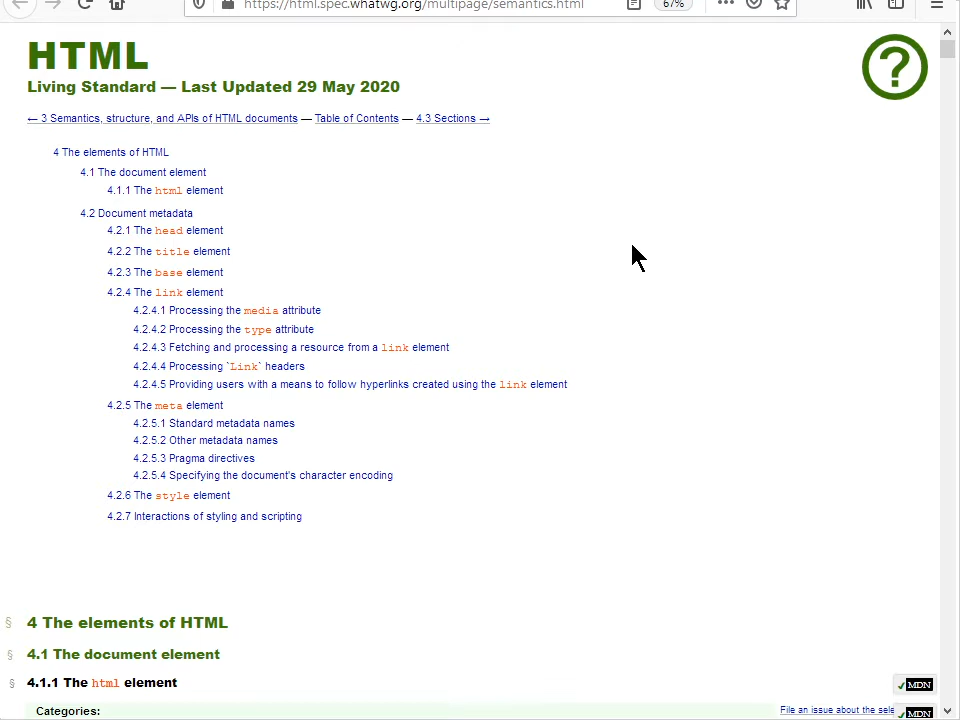 https://html.spec.whatwg.org/multipage/semantics.html
67%
HTML
Living Standard — Last Updated 29 May 2020
← 3 Semantics, structure, and APIs of HTML documents — Table of Contents — 4.3 Sections →
4 The elements of HTML
4.1 The document element
4.1.1 The html element
4.2 Document metadata
4.2.1 The head element
4.2.2 The title element
4.2.3 The base element
4.2.4 The link element
4.2.4.1 Processing the media attribute
4.2.4.2 Processing the type attribute
4.2.4.3 Fetching and processing a resource from a link element
4.2.4.4 Processing `Link` headers
4.2.4.5 Providing users with a means to follow hyperlinks created using the link element
4.2.5 The meta element
4.2.5.1 Standard metadata names
4.2.5.2 Other metadata names
4.2.5.3 Pragma directives
4.2.5.4 Specifying the document's character encoding
4.2.6 The style element
4.2.7 Interactions of styling and scripting
§ 4 The elements of HTML
§ 4.1 The document element
§ 4.1.1 The html element
✓MDN
Categories:
File an issue about the sele
✓MDN